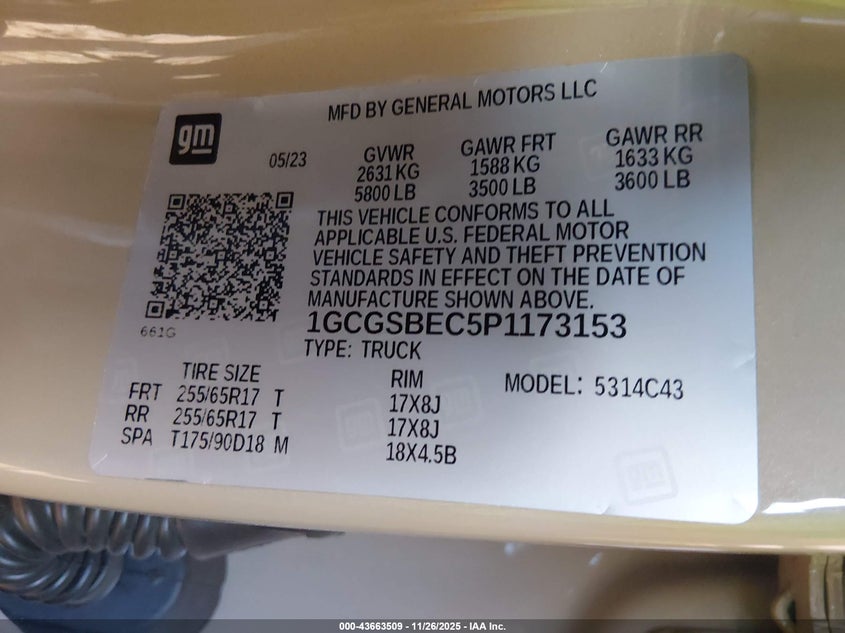 MFD BY GENERAL MOTORS LLC
gm
05/23
GVWR
2631 KG
5800 LB
GAWR FRT
1588 KG
3500 LB
GAWR RR
1633 KG
3600 LB
THIS VEHICLE CONFORMS TO ALL
APPLICABLE U.S. FEDERAL MOTOR
VEHICLE SAFETY AND THEFT PREVENTION
STANDARDS IN EFFECT ON THE DATE OF
MANUFACTURE SHOWN ABOVE.
661G
1GCGSBEC5P1173153
TYPE: TRUCK
TIRE SIZE
RIM
MODEL: 5314C43
FRT 255/65R17 T 17X8J
RR 255/65R17 T 17X8J
SPA T175/90D18 M 18X4.5B
000-43663509 - 11/26/2025 - IAA Inc.